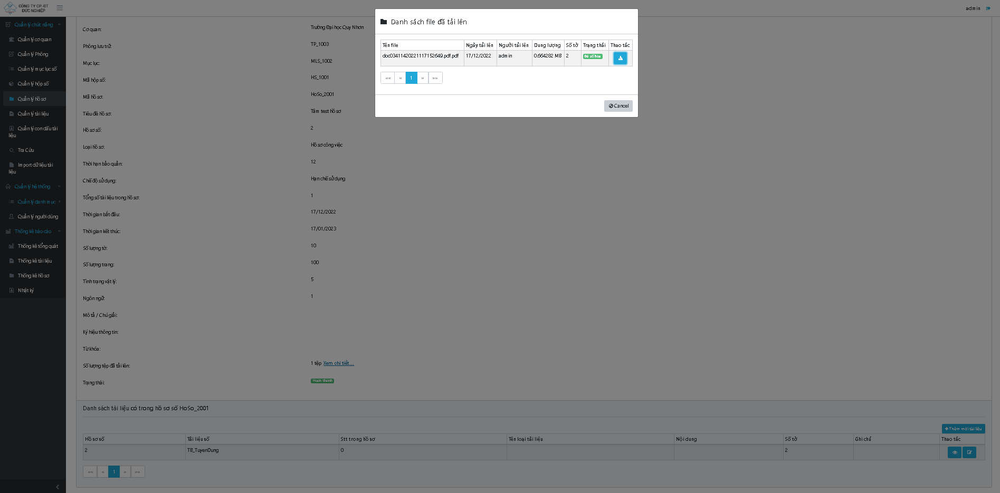 CÔNG TY CP-ĐT
ĐỨC NGHIỆP
admin
Quản lý chức năng
Quản lý cơ quan
Quản lý Phông
Quản lý mục lục số
Quản lý hộp số
Quản lý hồ sơ
Quản lý tài liệu
Quản lý con dấu tài
liệu
Tra Cứu
Import dữ liệu tài
liệu
Quản lý hệ thống
Quản lý danh mục
Quản lý người dùng
Thống kê báo cáo
Thống kê tổng quát
Thống kê tài liệu
Thống kê hồ sơ
Nhật ký
Cơ quan: Trường Đại học Quy Nhơn
Phông lưu trữ: TP_1003
Mục lục: MLS_1002
Mã hộp số: HS_1001
Mã hồ sơ: HoSo_2001
Tiêu đề hồ sơ: Tâm test hồ sơ
Hồ sơ số: 2
Loại hồ sơ: Hồ sơ công việc
Thời hạn bảo quản: 12
Chế độ sử dụng: Hạn chế sử dụng
Tổng số tài liệu trong hồ sơ: 1
Thời gian bắt đầu: 17/12/2022
Thời gian kết thúc: 17/01/2023
Số lượng tờ: 10
Số lượng trang: 100
Tình trạng vật lý: 5
Ngôn ngữ: 1
Mô tả / Chú giải:
Ký hiệu thông tin:
Từ khóa:
Số lượng tệp đã tải lên: 1 tệp Xem chi tiết...
Trạng thái: Hoàn thành
Danh sách file đã tải lên
Tên file Ngày tải lên Người tải lên Dung lượng Số tờ Trạng thái Thao tác
doc03411420221117152649.pdf.pdf 17/12/2022 admin 0.664282 MB 2 Đã số hóa
«« « 1 » »»
Cancel
Danh sách tài liệu có trong hồ sơ số HoSo_2001
+ Thêm mới tài liệu
Hồ sơ số Tài liệu số Stt trong hồ sơ Tên loại tài liệu Nội dung Số tờ Ghi chú Thao tác
2 TB_TuyenDung 0 2
«« « 1 » »»